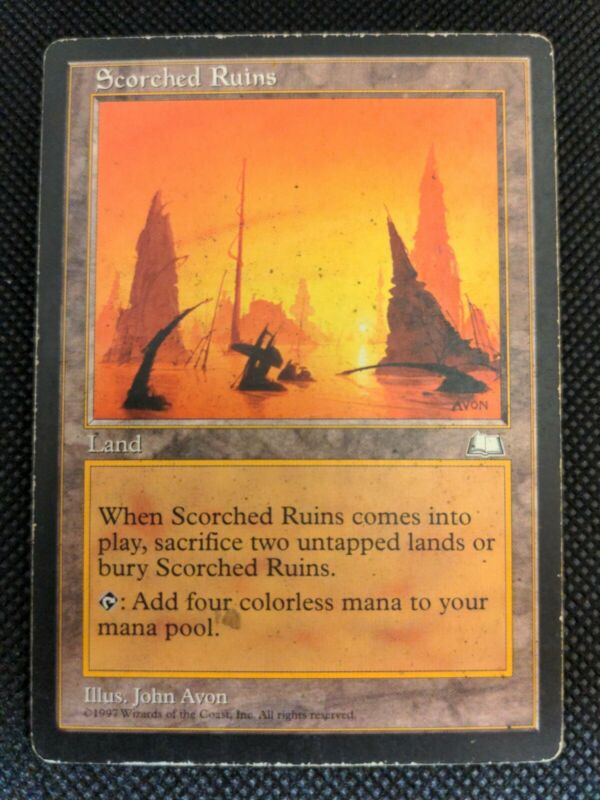 Scorched Ruins
AVON
Land
When Scorched Ruins comes into
play, sacrifice two untapped lands or
bury Scorched Ruins.
: Add four colorless mana to your
mana pool.
Illus. John Avon
©1997 Wizards of the Coast, Inc. All rights reserved.